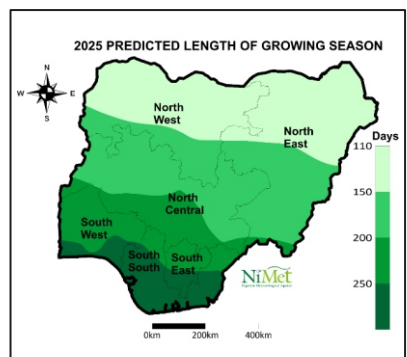 2025 PREDICTED LENGTH OF GROWING SEASON
N
W E
S
North
West
North
East
Days
110
150
200
250
North
Central
South
West
South
South
South
East
NiMet
0km 200km 400km